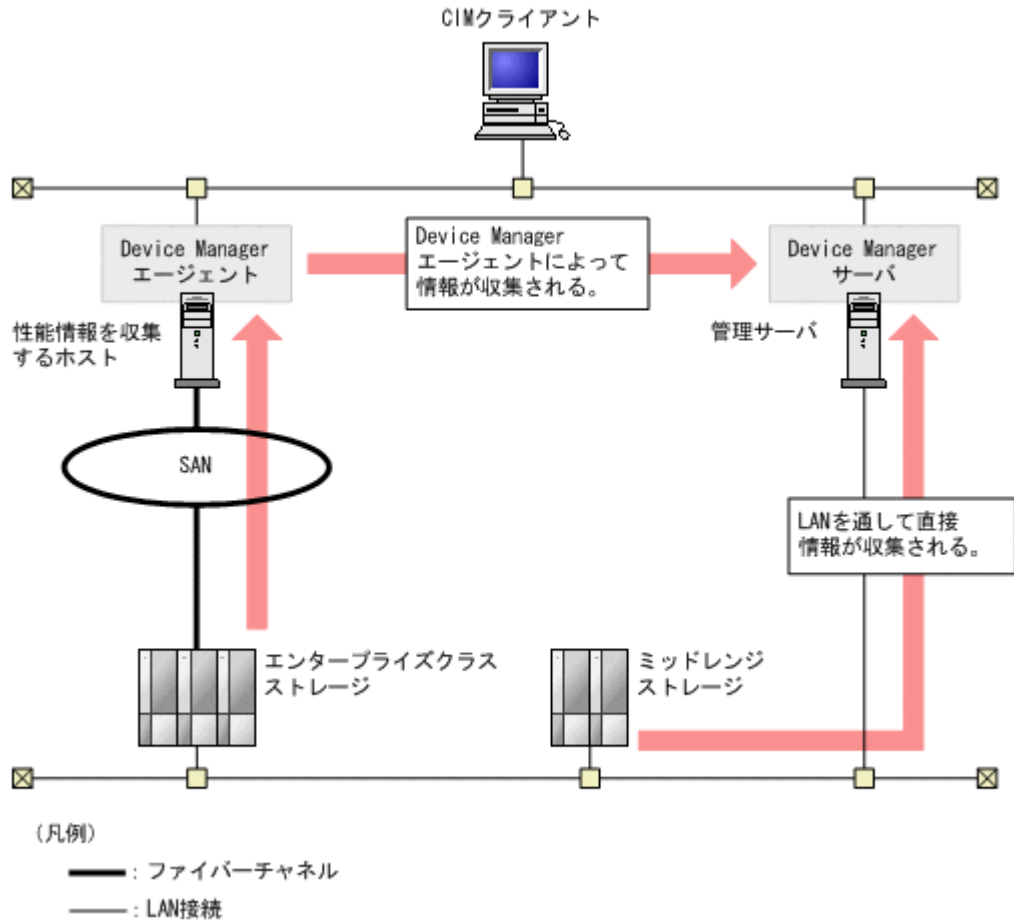 CIMクライアント
Device Manager
エージェント
Device Manager
エージェントによって
情報が収集される。
Device Manager
サーバ
性能情報を収集
するホスト
管理サーバ
SAN
LANを通して直接
情報が収集される。
エンタープライズクラス
ストレージ
ミッドレンジ
ストレージ
(凡例)
: ファイバーチャネル
: LAN接続